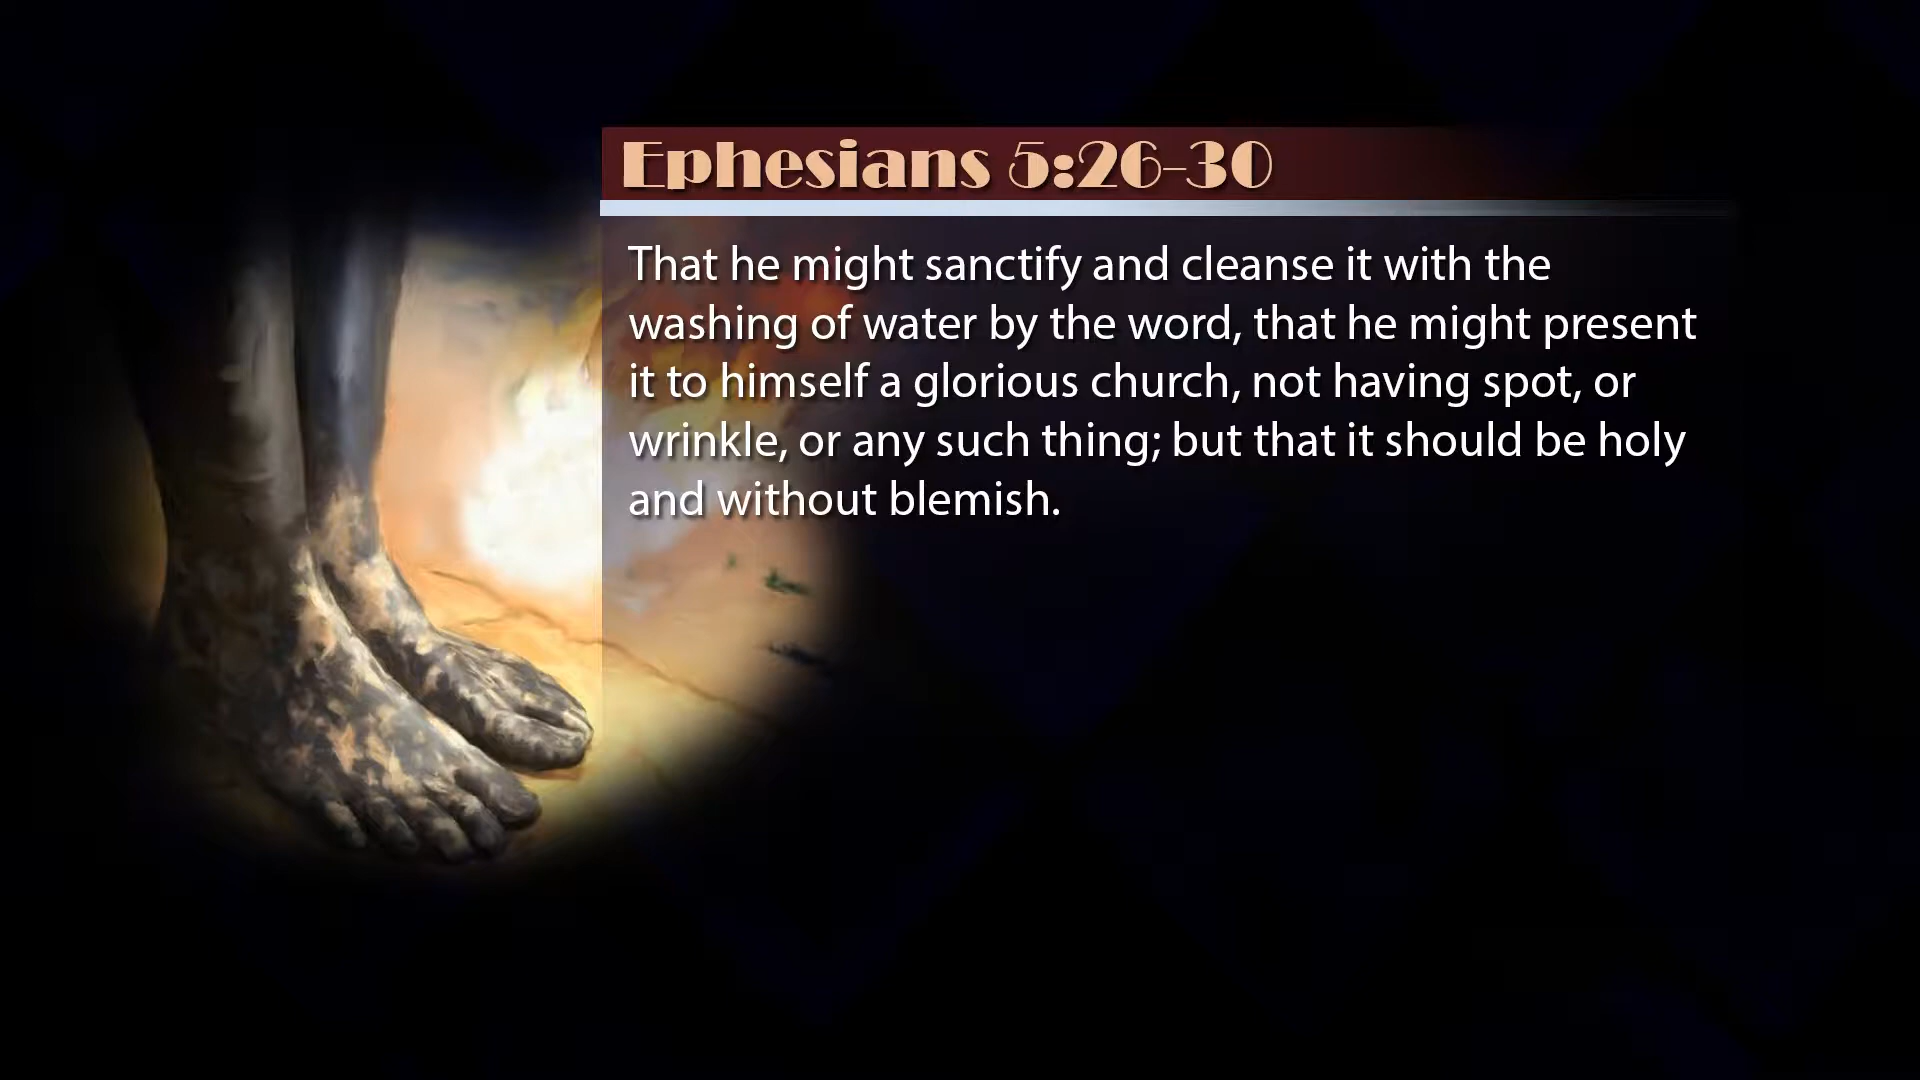 Ephesians 5:26-30
That he might sanctify and cleanse it with the
washing of water by the word, that he might present
it to himself a glorious church, not having spot, or
wrinkle, or any such thing; but that it should be holy
and without blemish.